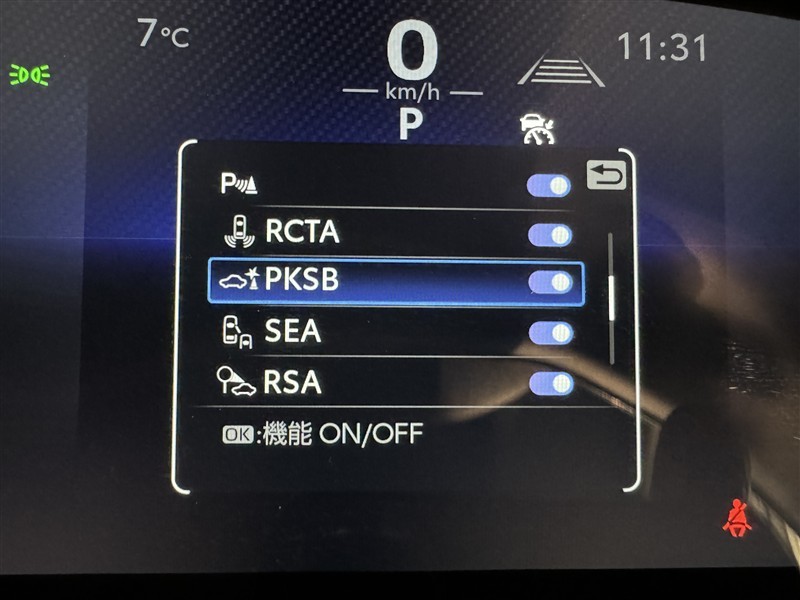 7°C
0
km/h
P
11:31
P
RCTA
PKSB
SEA
RSA
OK:機能 ON/OFF